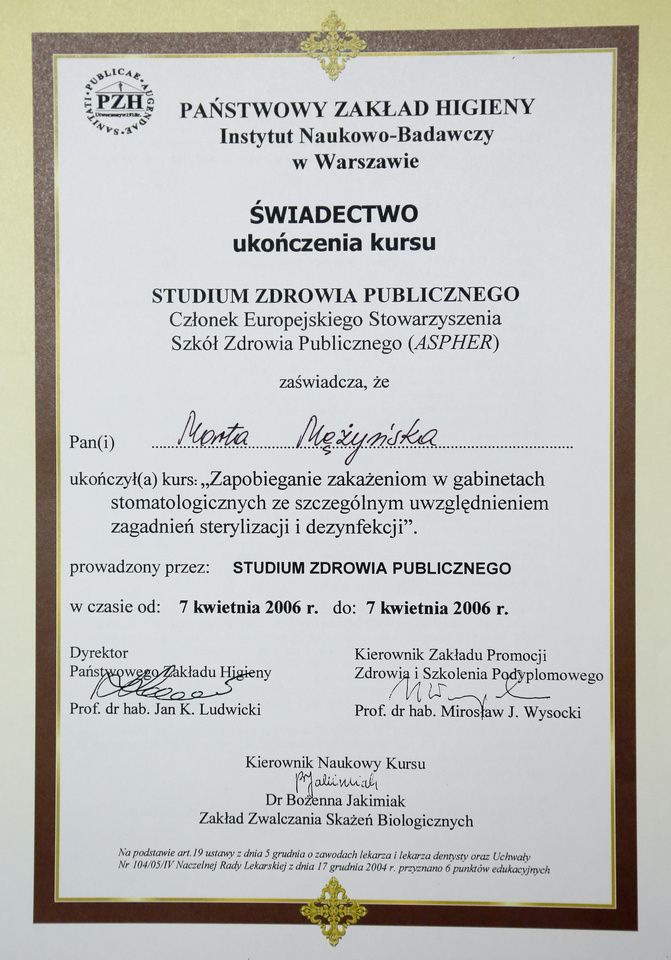 SANITATI · PUBLICAE · AUGENDAE
PZH
PAŃSTWOWY ZAKŁAD HIGIENY
Instytut Naukowo-Badawczy
w Warszawie
ŚWIADECTWO
ukończenia kursu
STUDIUM ZDROWIA PUBLICZNEGO
Członek Europejskiego Stowarzyszenia
Szkół Zdrowia Publicznego (ASPHER)
zaświadcza, że
Pan(i) Marta Mężyńska
ukończył(a) kurs: „Zapobieganie zakażeniom w gabinetach
stomatologicznych ze szczególnym uwzględnieniem
zagadnień sterylizacji i dezynfekcji”.
prowadzony przez: STUDIUM ZDROWIA PUBLICZNEGO
w czasie od: 7 kwietnia 2006 r. do: 7 kwietnia 2006 r.
Dyrektor
Państwowego Zakładu Higieny
Prof. dr hab. Jan K. Ludwicki
Kierownik Zakładu Promocji
Zdrowia i Szkolenia Podyplomowego
Prof. dr hab. Mirosław J. Wysocki
Kierownik Naukowy Kursu
BJakimiak
Dr Bożenna Jakimiak
Zakład Zwalczania Skażeń Biologicznych
Na podstawie art.19 ustawy z dnia 5 grudnia o zawodach lekarza i lekarza dentysty oraz Uchwały
Nr 104/05/IV Naczelnej Rady Lekarskiej z dnia 17 grudnia 2004 r. przyznano 6 punktów edukacyjnych